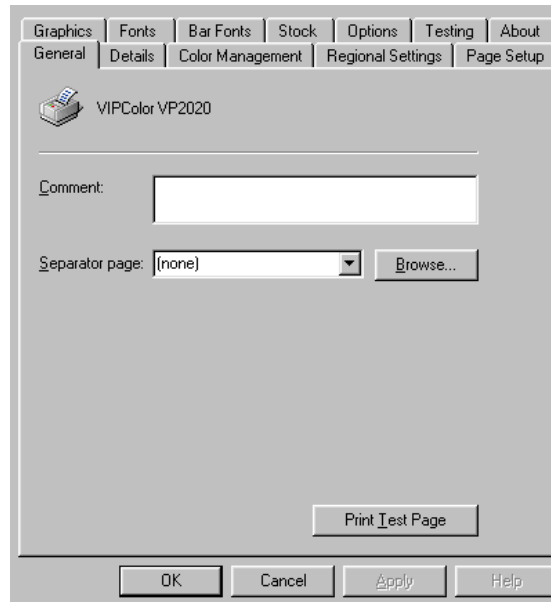 Graphics Fonts Bar Fonts Stock Options Testing About
General Details Color Management Regional Settings Page Setup
VIPColor VP2020
Comment:
Separator page: (none) Browse...
Print Test Page
OK Cancel Apply Help